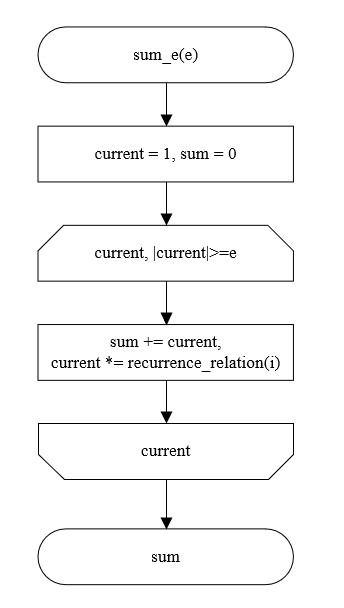 sum_e(e)
current = 1, sum = 0
current, |current|>=e
sum += current,
current *= recurrence_relation(i)
current
sum